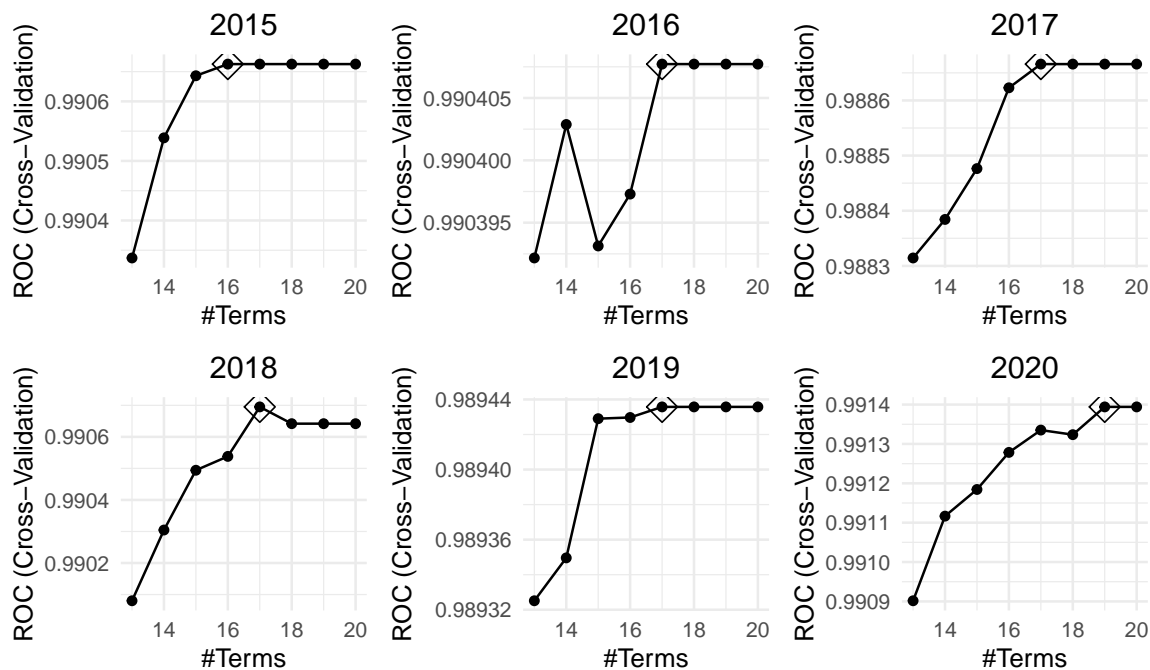 2015
ROC (Cross−Validation)
0.9906
0.9905
0.9904
14 16 18 20
#Terms
2016
ROC (Cross−Validation)
0.990405
0.990400
0.990395
14 16 18 20
#Terms
2017
ROC (Cross−Validation)
0.9886
0.9885
0.9884
0.9883
14 16 18 20
#Terms
2018
ROC (Cross−Validation)
0.9906
0.9904
0.9902
14 16 18 20
#Terms
2019
ROC (Cross−Validation)
0.98944
0.98940
0.98936
0.98932
14 16 18 20
#Terms
2020
ROC (Cross−Validation)
0.9914
0.9913
0.9912
0.9911
0.9910
0.9909
14 16 18 20
#Terms